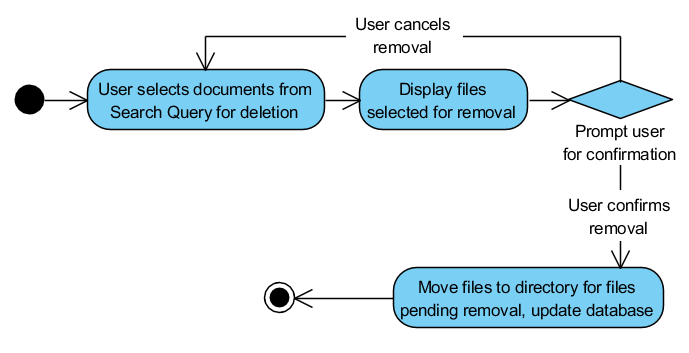 User cancels
removal
User selects documents from
Search Query for deletion
Display files
selected for removal
Prompt user
for confirmation
User confirms
removal
Move files to directory for files
pending removal, update database